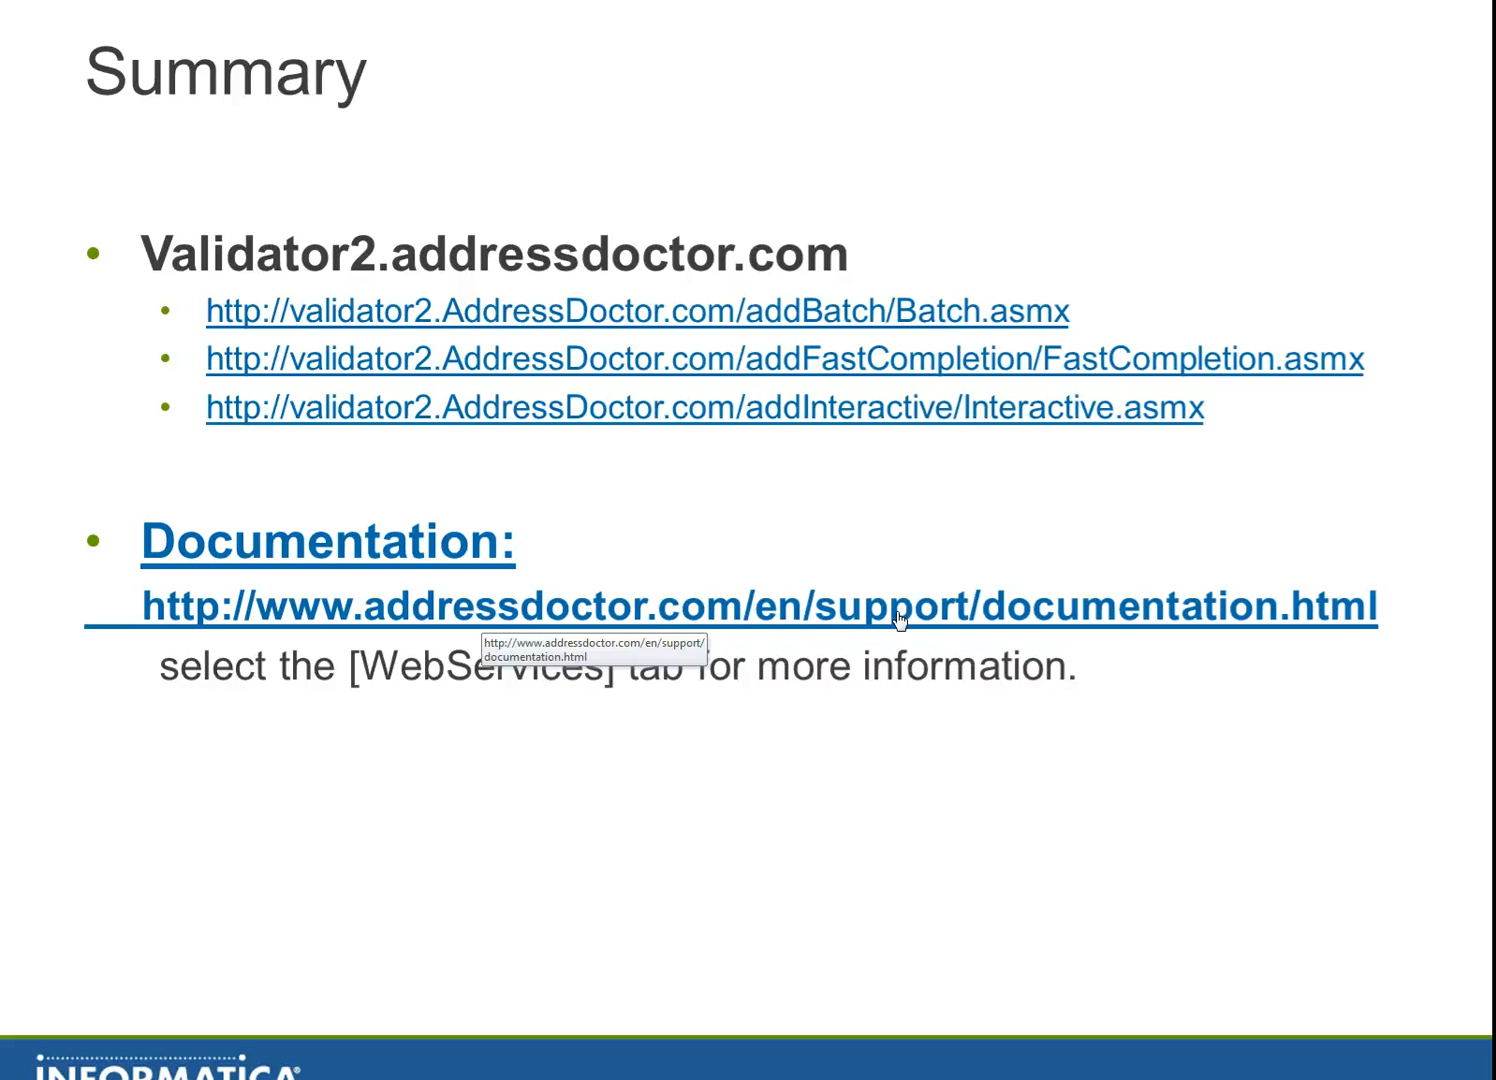 Summary
• Validator2.addressdoctor.com
• http://validator2.AddressDoctor.com/addBatch/Batch.asmx
• http://validator2.AddressDoctor.com/addFastCompletion/FastCompletion.asmx
• http://validator2.AddressDoctor.com/addInteractive/Interactive.asmx
• Documentation:
http://www.addressdoctor.com/en/support/documentation.html
http://www.addressdoctor.com/en/support/
documentation.html
select the [WebServices] tab for more information.
INFORMATICA®